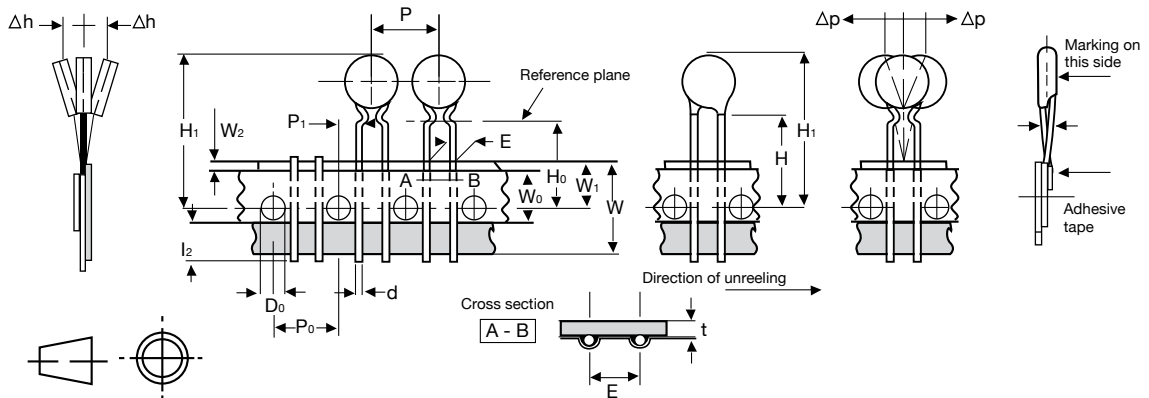 Δh
Δh
P
Δp
Δp
Marking on
this side
Reference plane
H1
W2
P1
E
H0
H
H1
A
B
W0
W1
W
Adhesive
tape
I2
D0
P0
d
Direction of unreeling
Cross section
A - B
t
E